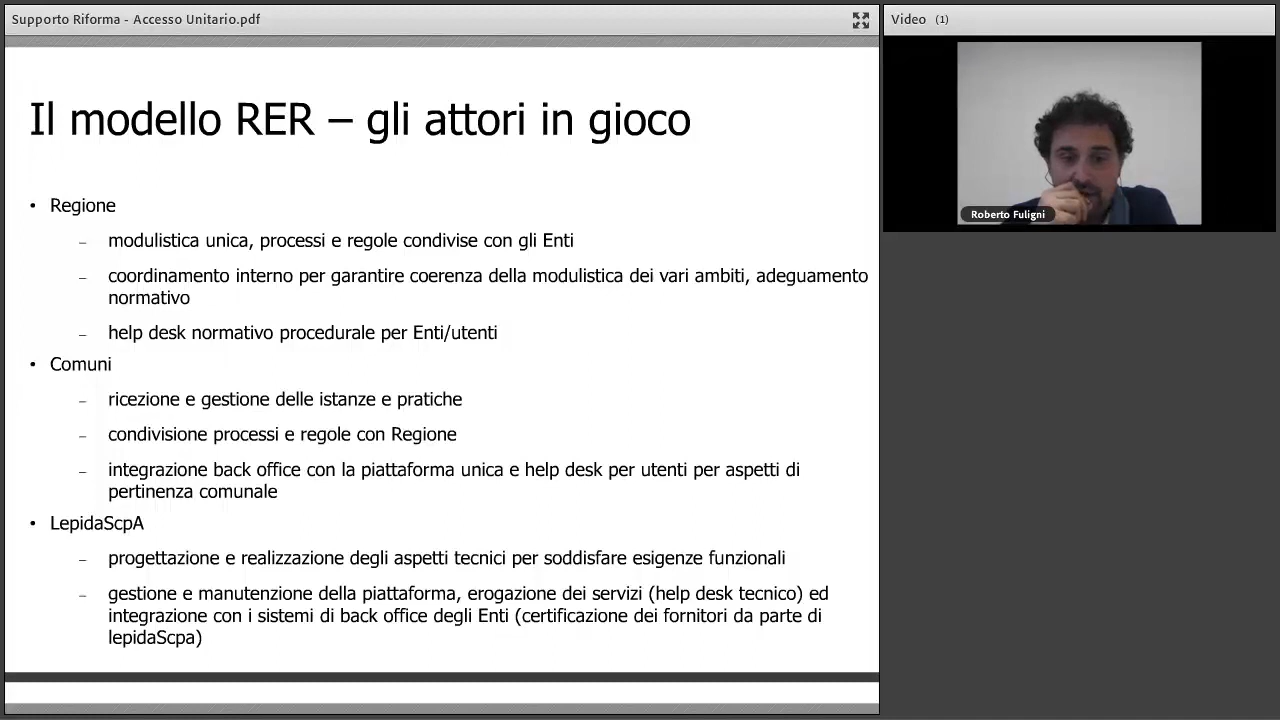 Supporto Riforma - Accesso Unitario.pdf
Video (1)
Il modello RER – gli attori in gioco
• Regione
– modulistica unica, processi e regole condivise con gli Enti
– coordinamento interno per garantire coerenza della modulistica dei vari ambiti, adeguamento
normativo
– help desk normativo procedurale per Enti/utenti
• Comuni
– ricezione e gestione delle istanze e pratiche
– condivisione processi e regole con Regione
– integrazione back office con la piattaforma unica e help desk per utenti per aspetti di
pertinenza comunale
• LepidaScpA
– progettazione e realizzazione degli aspetti tecnici per soddisfare esigenze funzionali
– gestione e manutenzione della piattaforma, erogazione dei servizi (help desk tecnico) ed
integrazione con i sistemi di back office degli Enti (certificazione dei fornitori da parte di
lepidaScpa)
Roberto Fuligni